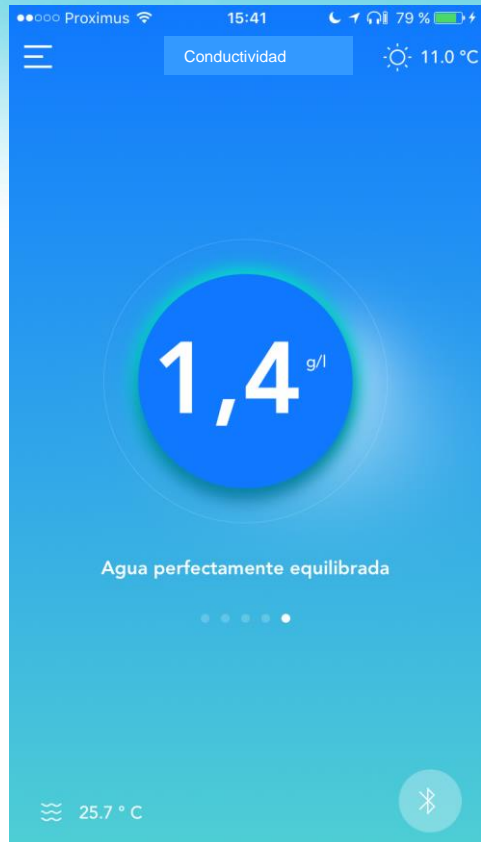 Proximus 15:41 79 %
Conductividad 11.0 °C
1,4 g/l
Agua perfectamente equilibrada
25.7 ° C